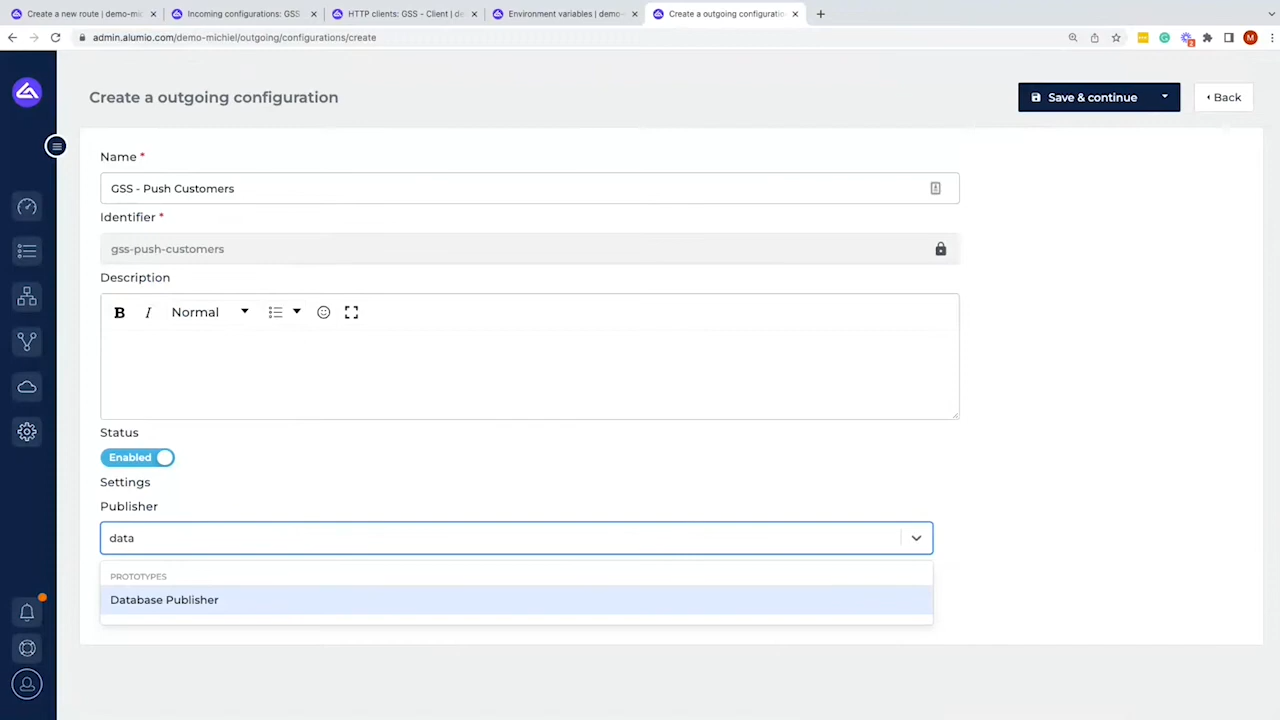 Create a new route | demo-mic
Incoming configurations: GSS
HTTP clients: GSS - Client | de
Environment variables | demo-
Create a outgoing configuratio
admin.alumio.com/demo-michiel/outgoing/configurations/create
2
M
Create a outgoing configuration
Save & continue
Back
Name *
GSS - Push Customers
Identifier *
gss-push-customers
Description
B I Normal
Status
Enabled
Settings
Publisher
data
PROTOTYPES
Database Publisher